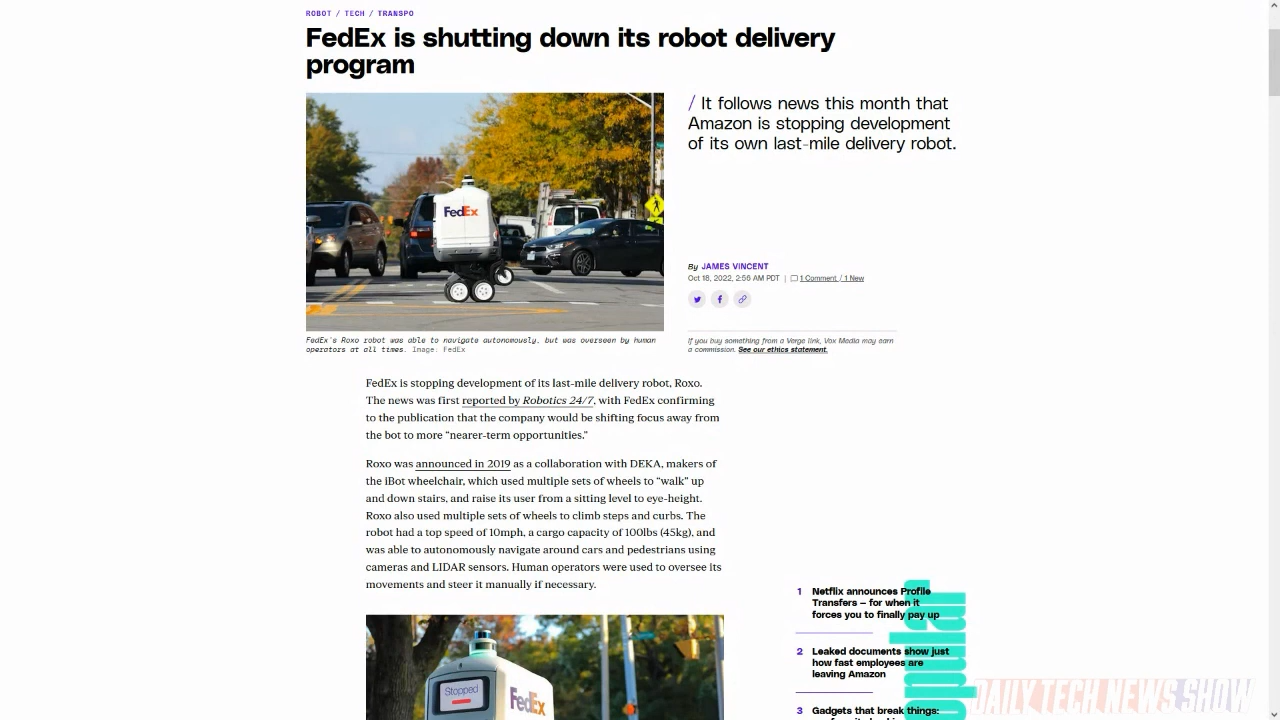 ROBOT / TECH / TRANSPO
FedEx is shutting down its robot delivery
program
/ It follows news this month that
Amazon is stopping development
of its own last-mile delivery robot.
FedEx
By JAMES VINCENT
Oct 18, 2022, 2:56 AM PDT | 1 Comment / 1 New
If you buy something from a Verge link, Vox Media may earn
a commission. See our ethics statement.
FedEx's Roxo robot was able to navigate autonomously, but was overseen by human
operators at all times. Image: FedEx
FedEx is stopping development of its last-mile delivery robot, Roxo.
The news was first reported by Robotics 24/7, with FedEx confirming
to the publication that the company would be shifting focus away from
the bot to more “nearer-term opportunities.”
Roxo was announced in 2019 as a collaboration with DEKA, makers of
the iBot wheelchair, which used multiple sets of wheels to “walk” up
and down stairs, and raise its user from a sitting level to eye-height.
Roxo also used multiple sets of wheels to climb steps and curbs. The
robot had a top speed of 10mph, a cargo capacity of 100lbs (45kg), and
was able to autonomously navigate around cars and pedestrians using
cameras and LIDAR sensors. Human operators were used to oversee its
movements and steer it manually if necessary.
Stopped
FedEx
1 Netflix announces Profile
Transfers — for when it
forces you to finally pay up
2 Leaked documents show just
how fast employees are
leaving Amazon
3 Gadgets that break things:
DAILY TECH NEWS SHOW